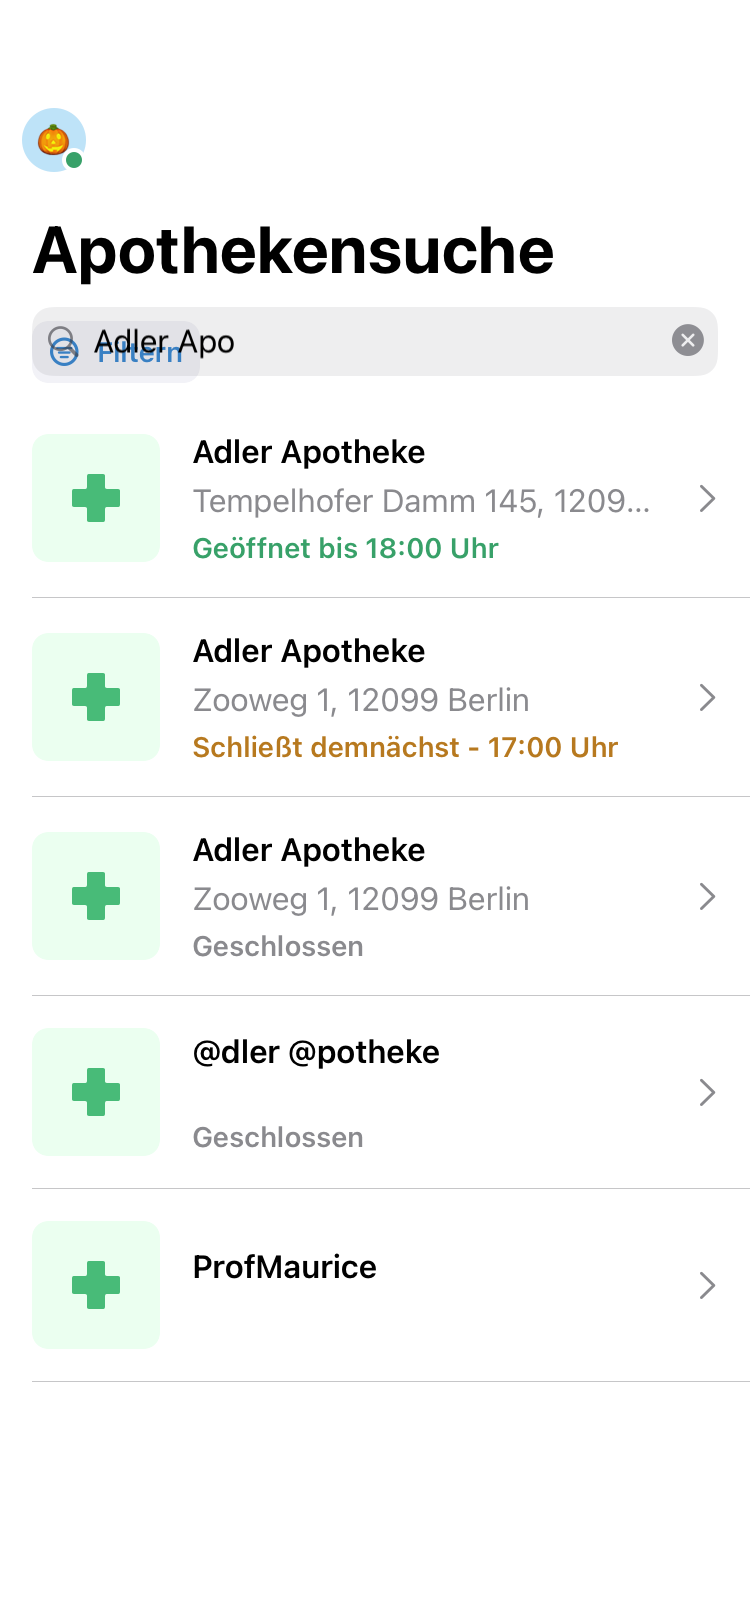 Apothekensuche
Adler Apo
Filtern
Adler Apotheke
Tempelhofer Damm 145, 1209...
Geöffnet bis 18:00 Uhr
Adler Apotheke
Zooweg 1, 12099 Berlin
Schließt demnächst - 17:00 Uhr
Adler Apotheke
Zooweg 1, 12099 Berlin
Geschlossen
@dler @potheke
Geschlossen
ProfMaurice